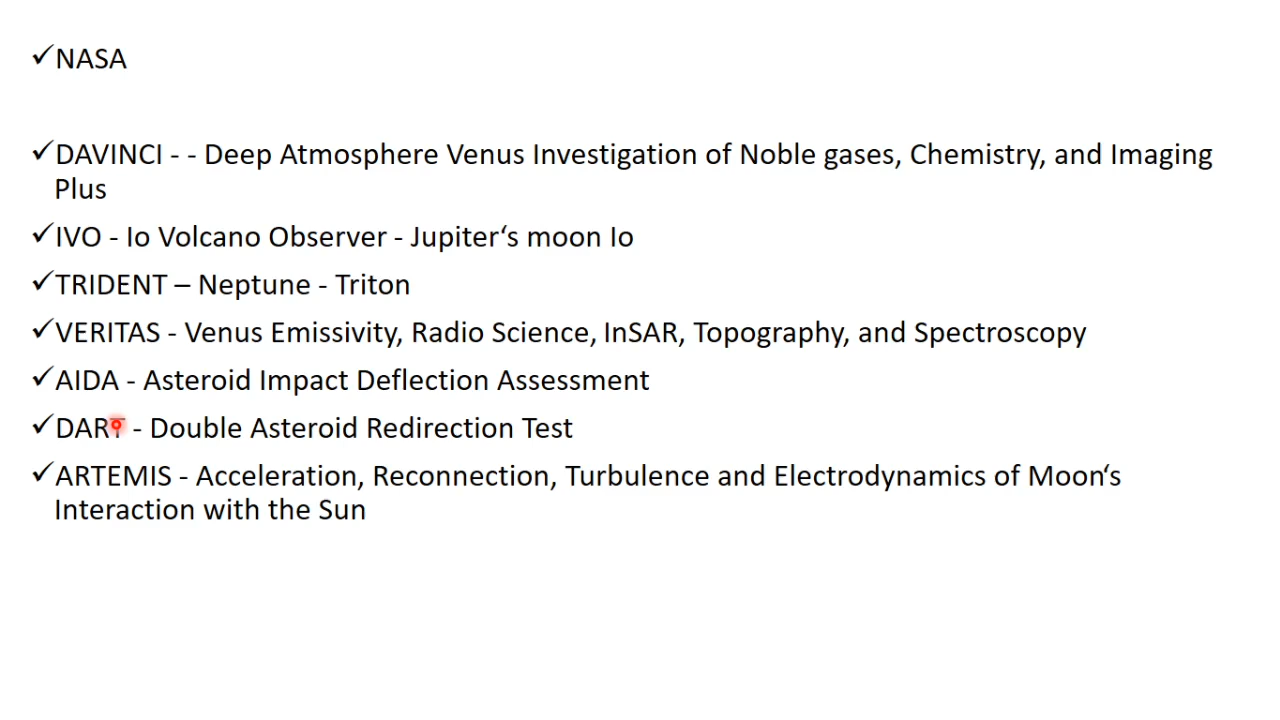 ✓NASA
✓DAVINCI - - Deep Atmosphere Venus Investigation of Noble gases, Chemistry, and Imaging
Plus
✓IVO - Io Volcano Observer - Jupiter‘s moon Io
✓TRIDENT – Neptune - Triton
✓VERITAS - Venus Emissivity, Radio Science, InSAR, Topography, and Spectroscopy
✓AIDA - Asteroid Impact Deflection Assessment
✓DART - Double Asteroid Redirection Test
✓ARTEMIS - Acceleration, Reconnection, Turbulence and Electrodynamics of Moon‘s
Interaction with the Sun